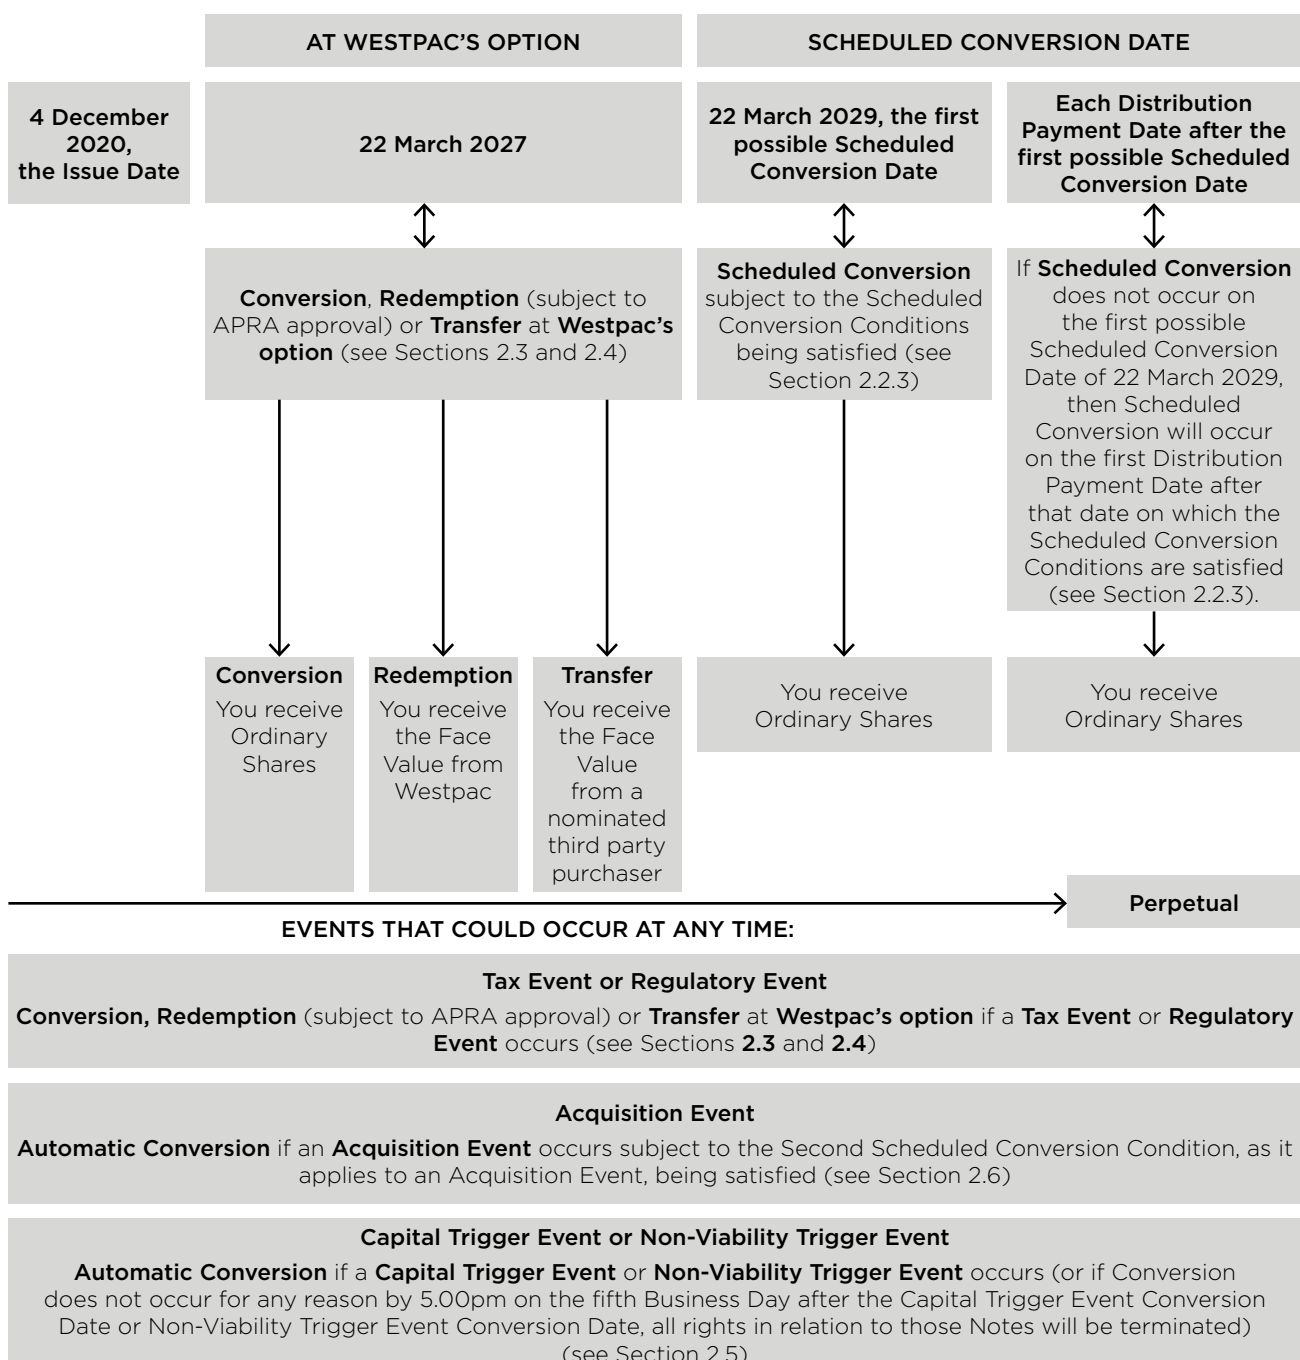 AT WESTPAC'S OPTION
SCHEDULED CONVERSION DATE
4 December
2020,
the Issue Date
22 March 2027
22 March 2029, the first
possible Scheduled
Conversion Date
Each Distribution
Payment Date after the
first possible Scheduled
Conversion Date
Conversion, Redemption (subject to
APRA approval) or Transfer at Westpac's
option (see Sections 2.3 and 2.4)
Scheduled Conversion
subject to the Scheduled
Conversion Conditions
being satisfied (see
Section 2.2.3)
If Scheduled Conversion
does not occur on
the first possible
Scheduled Conversion
Date of 22 March 2029,
then Scheduled
Conversion will occur
on the first Distribution
Payment Date after
that date on which the
Scheduled Conversion
Conditions are satisfied
(see Section 2.2.3).
Conversion
You receive
Ordinary
Shares
Redemption
You receive
the Face
Value from
Westpac
Transfer
You receive
the Face
Value
from a
nominated
third party
purchaser
You receive
Ordinary Shares
You receive
Ordinary Shares
Perpetual
EVENTS THAT COULD OCCUR AT ANY TIME:
Tax Event or Regulatory Event
Conversion, Redemption (subject to APRA approval) or Transfer at Westpac's option if a Tax Event or Regulatory
Event occurs (see Sections 2.3 and 2.4)
Acquisition Event
Automatic Conversion if an Acquisition Event occurs subject to the Second Scheduled Conversion Condition, as it
applies to an Acquisition Event, being satisfied (see Section 2.6)
Capital Trigger Event or Non-Viability Trigger Event
Automatic Conversion if a Capital Trigger Event or Non-Viability Trigger Event occurs (or if Conversion
does not occur for any reason by 5.00pm on the fifth Business Day after the Capital Trigger Event Conversion
Date or Non-Viability Trigger Event Conversion Date, all rights in relation to those Notes will be terminated)
(see Section 2.5)